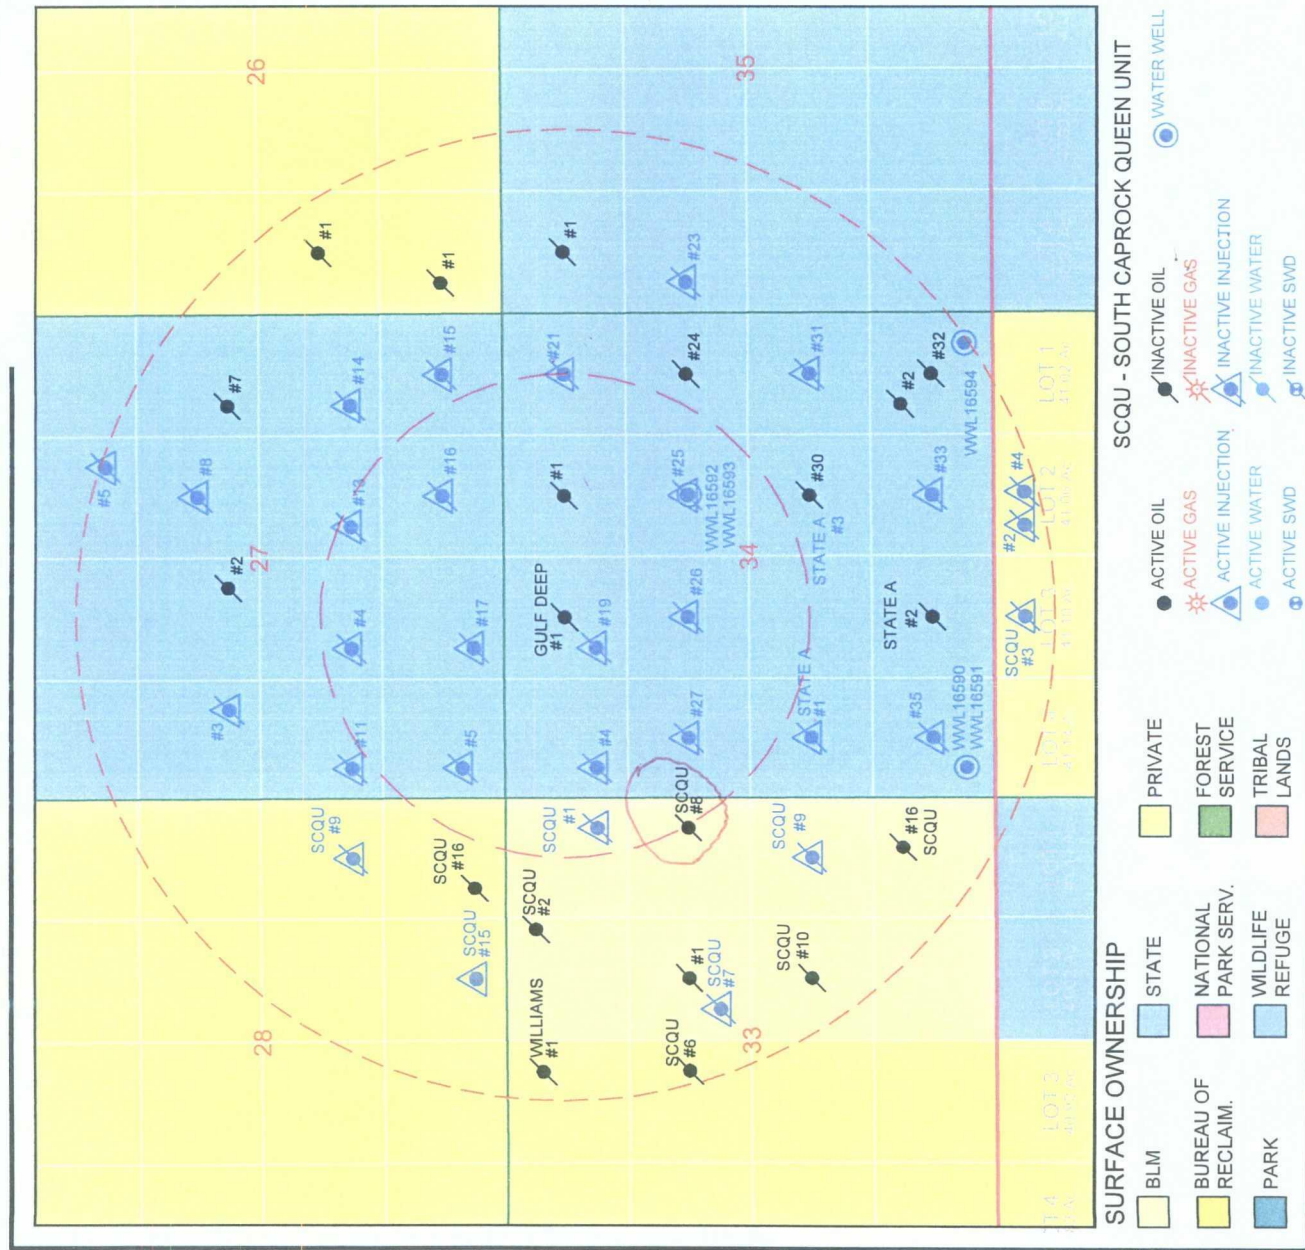 26
27
28
#5
#8
#7
#2
#3
#1
#14
#13
#4
#11
SCQU
#9
#1
#15
#16
#17
#5
SCQU
#16
SCQU
#15
WILLIAMS
#1
SCQU
#2
SCQU
#1
#4
GULF DEEP
#1
#19
#1
#21
#1
SCQU
#6
#1
SCQU
#7
SCQU
#8
#27
#26
#25
WWL16592
WWL16593
#24
#23
33
34
35
SCQU
#10
SCQU
#9
STATE A
#1
STATE A
#3
#30
#31
#16
SCQU
#35
WWL16590
WWL16591
STATE A
#2
#33
#2
#32
WWL16594
LOT 3
SCQU
#3
LOT 3
#2
#4
LOT 2
LOT 1
SURFACE OWNERSHIP
BLM
STATE
PRIVATE
BUREAU OF
RECLAIM.
NATIONAL
PARK SERV.
FOREST
SERVICE
PARK
WILDLIFE
REFUGE
TRIBAL
LANDS
SCQU - SOUTH CAPROCK QUEEN UNIT
ACTIVE OIL
INACTIVE OIL
WATER WELL
ACTIVE GAS
INACTIVE GAS
ACTIVE INJECTION
INACTIVE INJECTION
ACTIVE WATER
INACTIVE WATER
ACTIVE SWD
INACTIVE SWD